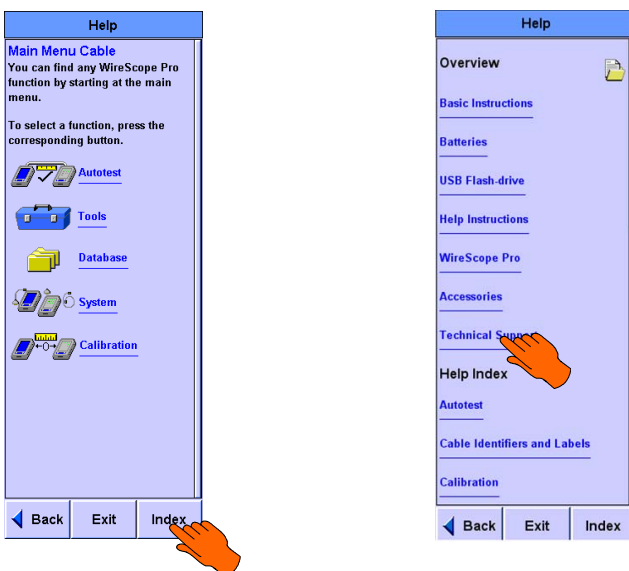 Help
Main Menu Cable
You can find any WireScope Pro
function by starting at the main
menu.
To select a function, press the
corresponding button.
Autotest
Tools
Database
System
Calibration
Back Exit Index
Help
Overview
Basic Instructions
Batteries
USB Flash-drive
Help Instructions
WireScope Pro
Accessories
Technical Support
Help Index
Autotest
Cable Identifiers and Labels
Calibration
Back Exit Index